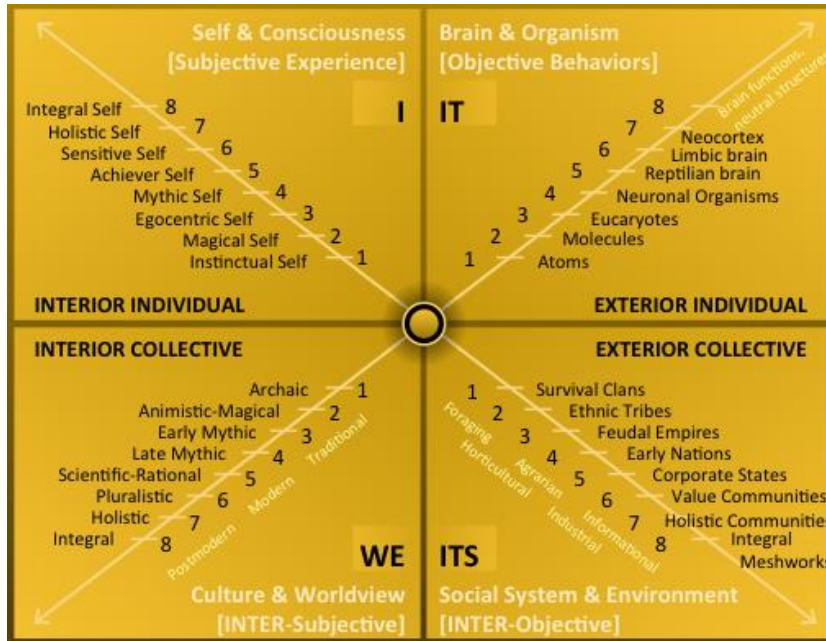 Self & Consciousness
[Subjective Experience]
I
Integral Self 8
Holistic Self 7
Sensitive Self 6
Achiever Self 5
Mythic Self 4
Egocentric Self 3
Magical Self 2
Instinctual Self 1
INTERIOR INDIVIDUAL
Brain & Organism
[Objective Behaviors]
IT
Brain functions,
neutral structures
8
7 Neocortex
6 Limbic brain
5 Reptilian brain
4 Neuronal Organisms
3 Eucaryotes
2 Molecules
1 Atoms
EXTERIOR INDIVIDUAL
INTERIOR COLLECTIVE
Archaic 1
Animistic-Magical 2
Early Mythic 3
Late Mythic 4
Scientific-Rational 5
Pluralistic 6
Holistic 7
Integral 8
Postmodern Modern Traditional
WE
Culture & Worldview
[INTER-Subjective]
EXTERIOR COLLECTIVE
1 Survival Clans
2 Ethnic Tribes
3 Feudal Empires
4 Early Nations
5 Corporate States
6 Value Communities
7 Holistic Communities
8 Integral
Meshworks
Foraging
Horticultural
Agrarian
Industrial
Informational
ITS
Social System & Environment
[INTER-Objective]